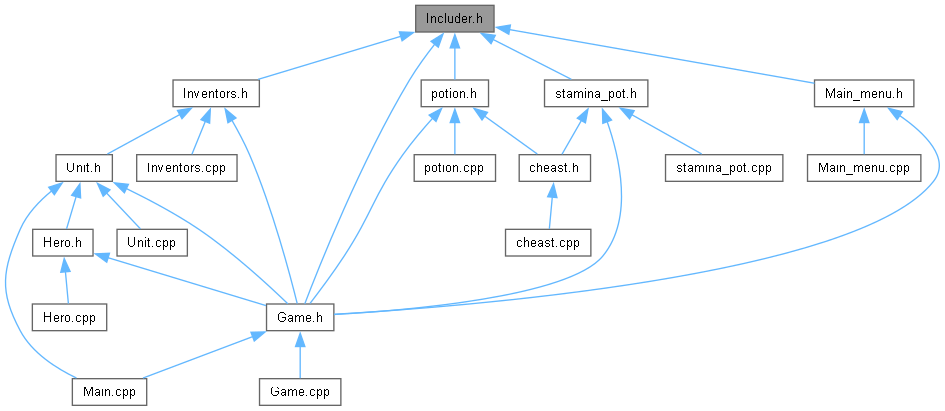 Includer.h
Inventors.h
potion.h
stamina_pot.h
Main_menu.h
Unit.h
Inventors.cpp
potion.cpp
cheast.h
stamina_pot.cpp
Main_menu.cpp
Hero.h
Unit.cpp
cheast.cpp
Hero.cpp
Game.h
Main.cpp
Game.cpp